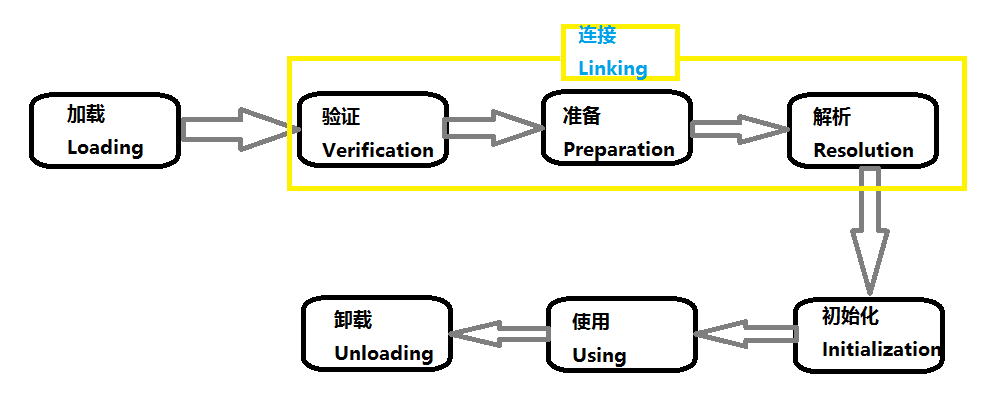 连接
Linking
加载
Loading
验证
Verification
准备
Preparation
解析
Resolution
卸载
Unloading
使用
Using
初始化
Initialization